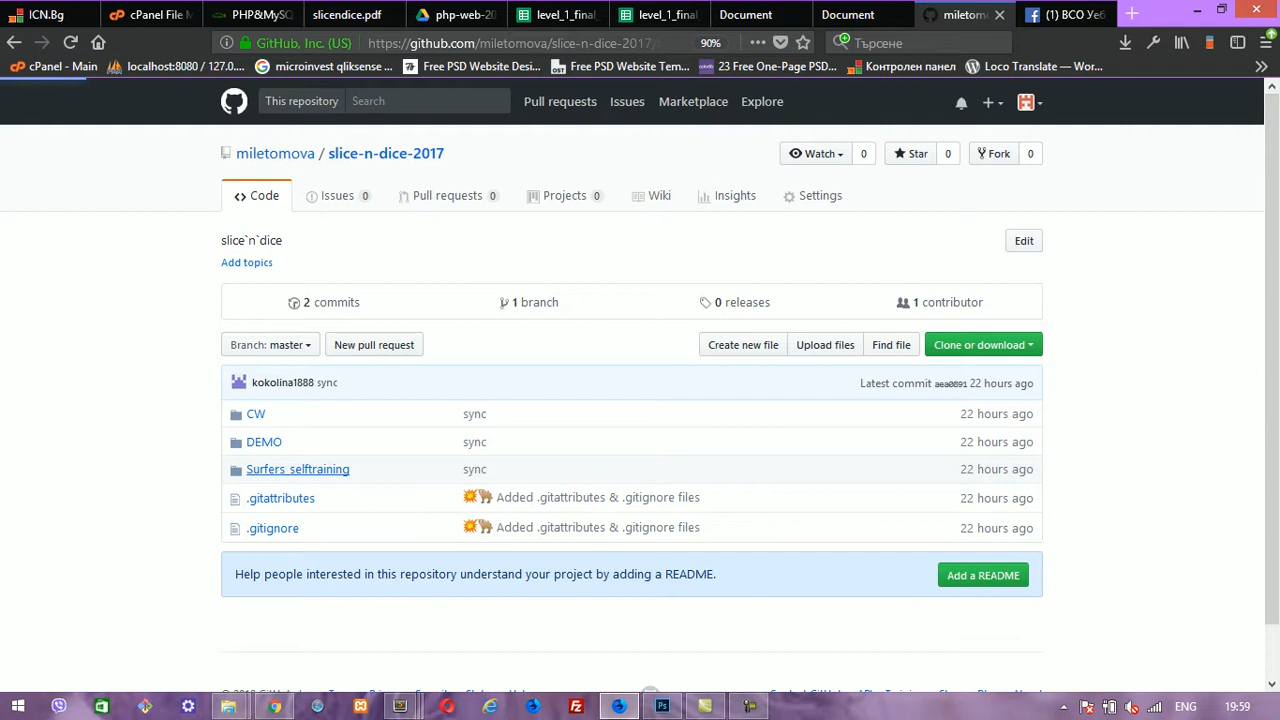 ICN.Bg
cPanel File M
PHP&MySQ
slicendice.pdf
php-web-20
level_1_final_
level_1_final_
Document
Document
miletom
(1) ВСО Уеб
GitHub, Inc. (US)
https://github.com/miletomova/slice-n-dice-2017/
90%
Търсене
cPanel - Main
localhost:8080 / 127.0...
microinvest qliksense ...
Free PSD Website Desi...
Free PSD Website Tem...
23 Free One-Page PSD...
Контролен панел
Loco Translate — Wor...
This repository
Search
Pull requests
Issues
Marketplace
Explore
miletomova / slice-n-dice-2017
Watch
0
Star
0
Fork
0
Code
Issues 0
Pull requests 0
Projects 0
Wiki
Insights
Settings
slice`n`dice
Edit
Add topics
2 commits
1 branch
0 releases
1 contributor
Branch: master
New pull request
Create new file
Upload files
Find file
Clone or download
kokolina1888 sync
Latest commit aea0891 22 hours ago
CW
sync
22 hours ago
DEMO
sync
22 hours ago
Surfers_selftraining
sync
22 hours ago
.gitattributes
Added .gitattributes & .gitignore files
22 hours ago
.gitignore
Added .gitattributes & .gitignore files
22 hours ago
Help people interested in this repository understand your project by adding a README.
Add a README
ENG
19:59